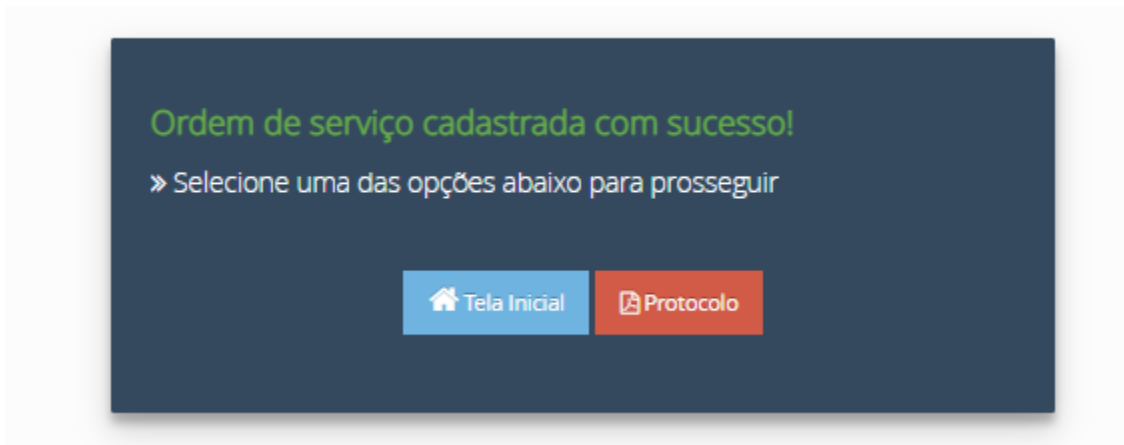 Ordem de serviço cadastrada com sucesso!
» Selecione uma das opções abaixo para prosseguir
Tela Inicial
Protocolo